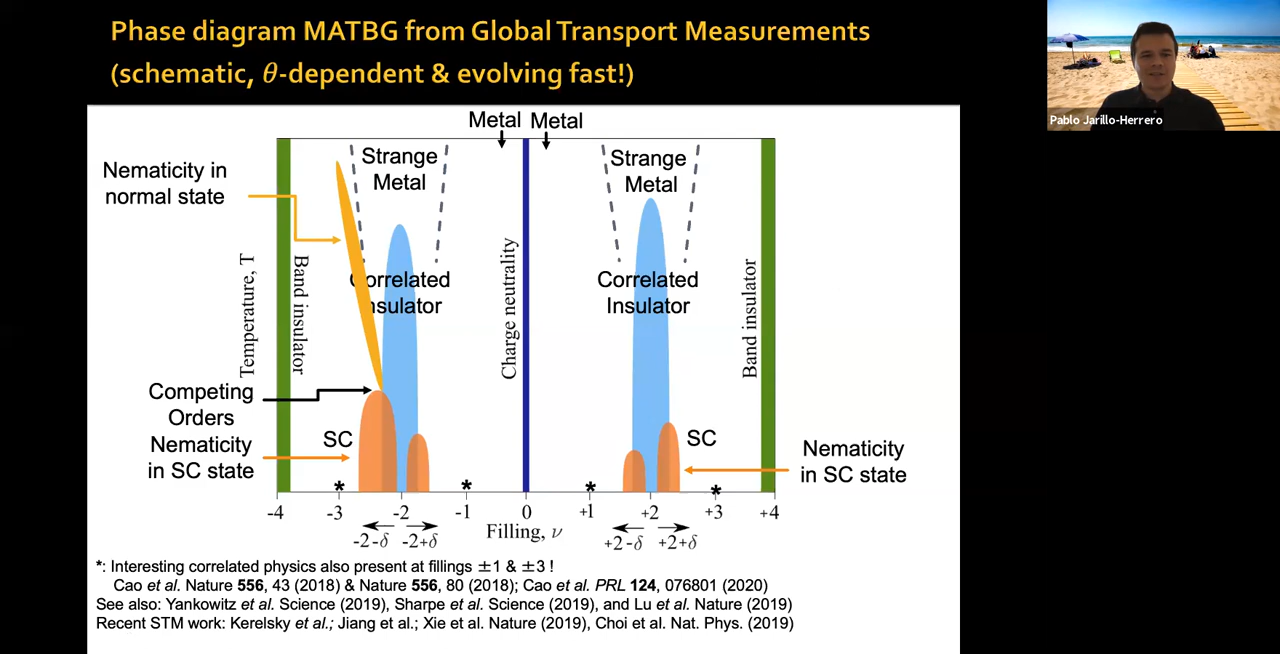 Phase diagram MATBG from Global Transport Measurements
(schematic, θ-dependent & evolving fast!)
Pablo Jarillo-Herrero
Metal Metal
Nematicity in
normal state
Strange
Metal
Strange
Metal
Temperature, T
Band insulator
Correlated
Insulator
Charge neutrality
Correlated
Insulator
Band insulator
Competing
Orders
Nematicity
in SC state
SC
SC
Nematicity
in SC state
* * * *
-4 -3 -2 -1 0 +1 +2 +3 +4
Filling, ν
-2-δ -2+δ +2-δ +2+δ
*: Interesting correlated physics also present at fillings ±1 & ±3 !
Cao et al. Nature 556, 43 (2018) & Nature 556, 80 (2018); Cao et al. PRL 124, 076801 (2020)
See also: Yankowitz et al. Science (2019), Sharpe et al. Science (2019), and Lu et al. Nature (2019)
Recent STM work: Kerelsky et al.; Jiang et al.; Xie et al. Nature (2019), Choi et al. Nat. Phys. (2019)